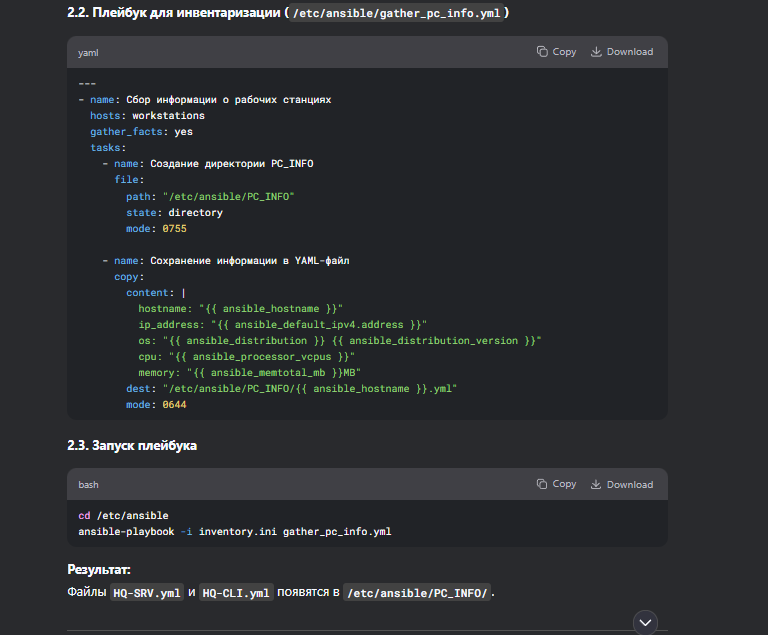 2.2. Плейбук для инвентаризации ( /etc/ansible/gather_pc_info.yml )
yaml Copy Download
---
- name: Сбор информации о рабочих станциях
  hosts: workstations
  gather_facts: yes
  tasks:
    - name: Создание директории PC_INFO
      file:
        path: "/etc/ansible/PC_INFO"
        state: directory
        mode: 0755
    - name: Сохранение информации в YAML-файл
      copy:
        content: |
          hostname: "{{ ansible_hostname }}"
          ip_address: "{{ ansible_default_ipv4.address }}"
          os: "{{ ansible_distribution }} {{ ansible_distribution_version }}"
          cpu: "{{ ansible_processor_vcpus }}"
          memory: "{{ ansible_memtotal_mb }}MB"
        dest: "/etc/ansible/PC_INFO/{{ ansible_hostname }}.yml"
        mode: 0644
2.3. Запуск плейбука
bash Copy Download
cd /etc/ansible
ansible-playbook -i inventory.ini gather_pc_info.yml
Результат:
Файлы HQ-SRV.yml и HQ-CLI.yml появятся в /etc/ansible/PC_INFO/ .